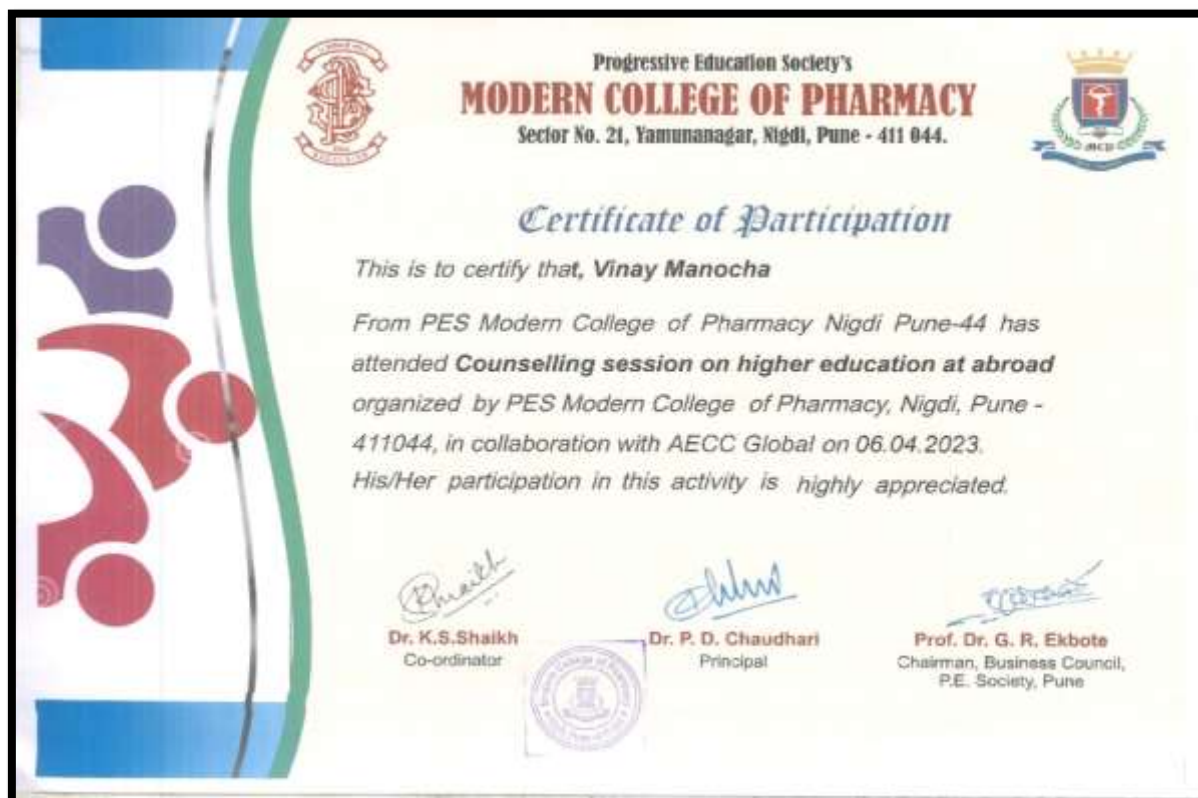 Progressive Education Society's
MODERN COLLEGE OF PHARMACY
Sector No. 21, Yamunanagar, Nigdi, Pune - 411 044.
MCP
Certificate of Participation
This is to certify that, Vinay Manocha
From PES Modern College of Pharmacy Nigdi Pune-44 has
attended Counselling session on higher education at abroad
organized by PES Modern College of Pharmacy, Nigdi, Pune -
411044, in collaboration with AECC Global on 06.04.2023.
His/Her participation in this activity is highly appreciated.
Dr. K.S.Shaikh
Co-ordinator
Dr. P. D. Chaudhari
Principal
Prof. Dr. G. R. Ekbote
Chairman, Business Council,
P.E. Society, Pune